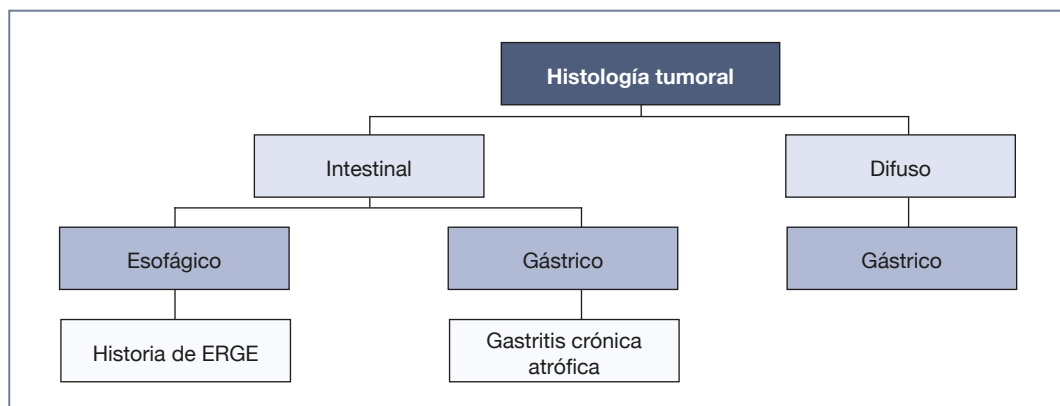 Histología tumoral
Intestinal
Difuso
Esofágico
Gástrico
Gástrico
Historia de ERGE
Gastritis crónica
atrófica